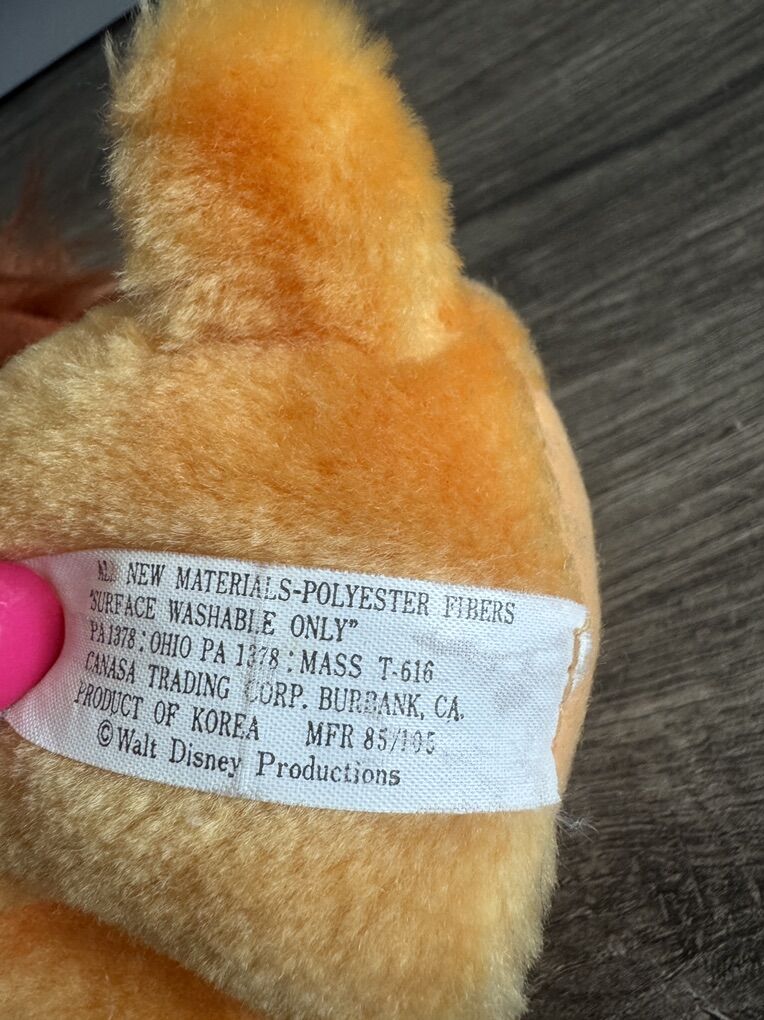 ALL NEW MATERIALS-POLYESTER FIBERS
"SURFACE WASHABLE ONLY"
PA1378:OHIO PA 1378:MASS T-616
CANASA TRADING CORP. BURBANK, CA.
PRODUCT OF KOREA MFR 85/105
©Walt Disney Productions